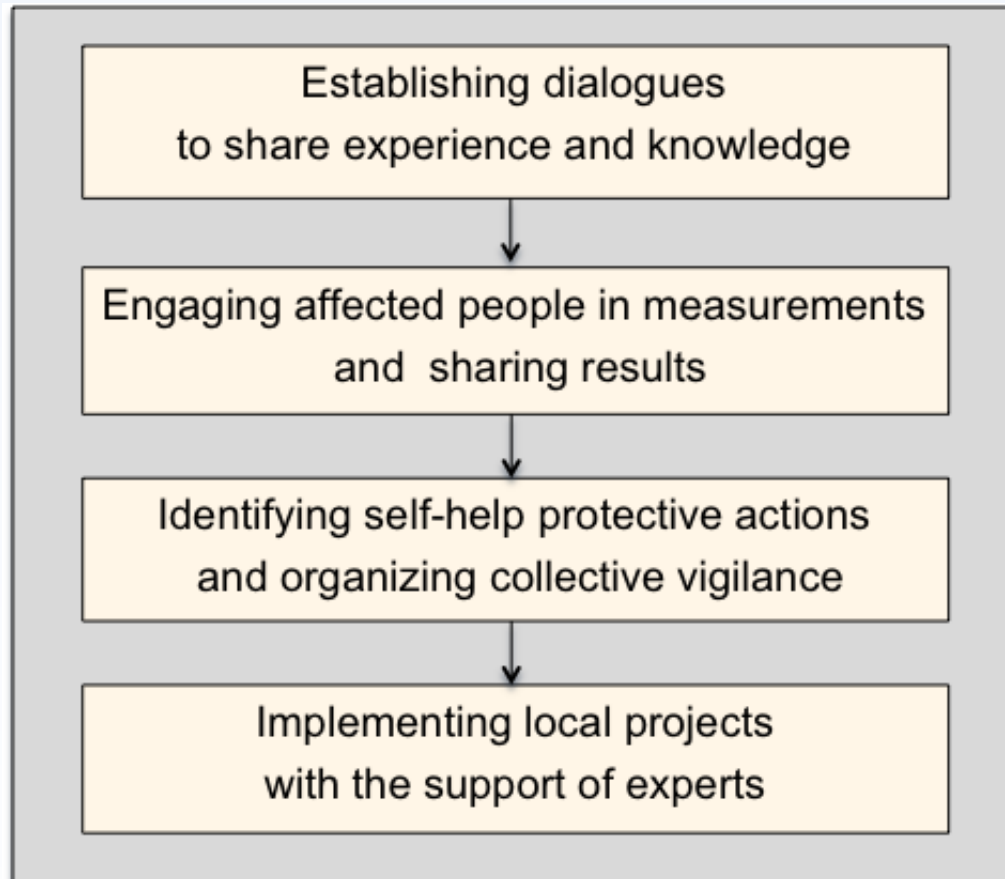 Establishing dialogues
to share experience and knowledge
Engaging affected people in measurements
and  sharing results
Identifying self-help protective actions
and organizing collective vigilance
Implementing local projects
with the support of experts